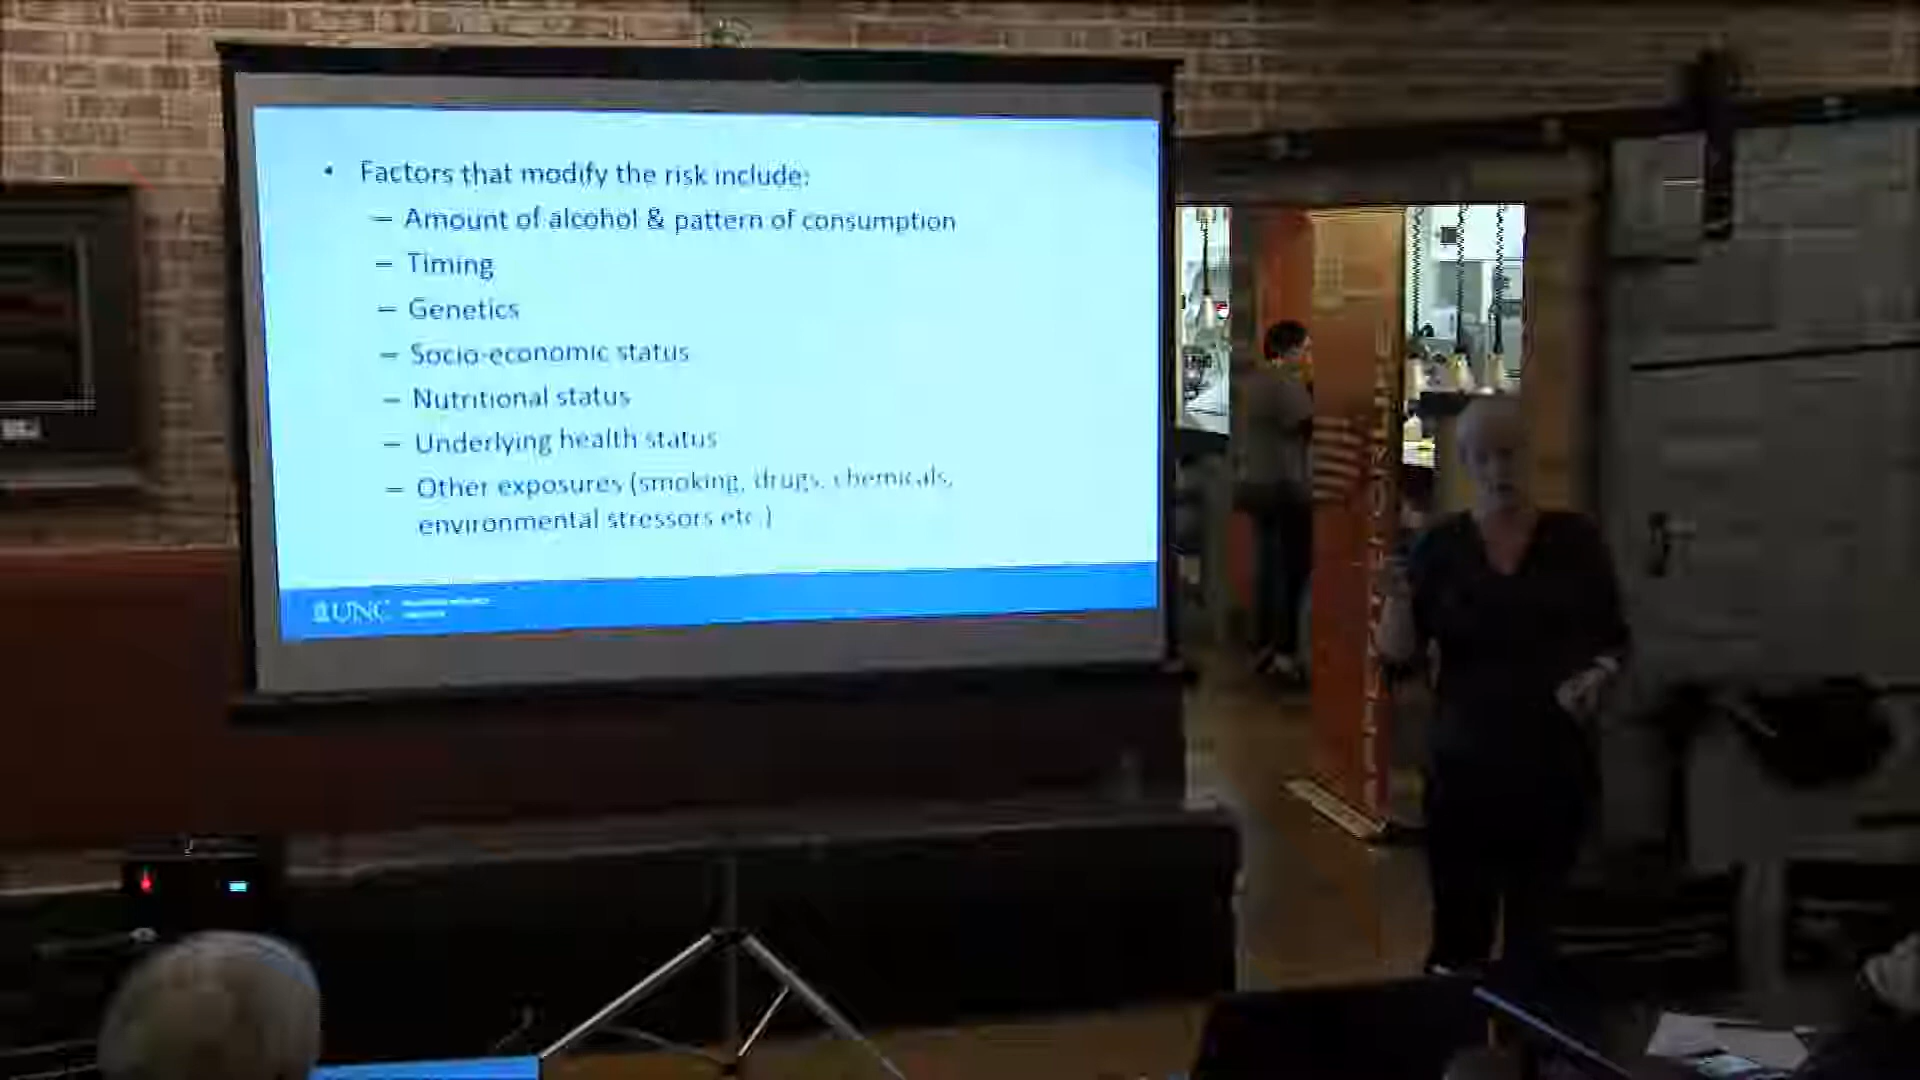 • Factors that modify the risk include:
– Amount of alcohol & pattern of consumption
– Timing
– Genetics
– Socio-economic status
– Nutritional status
– Underlying health status
– Other exposures (smoking, drugs, chemicals,
environmental stressors etc.)
UNC